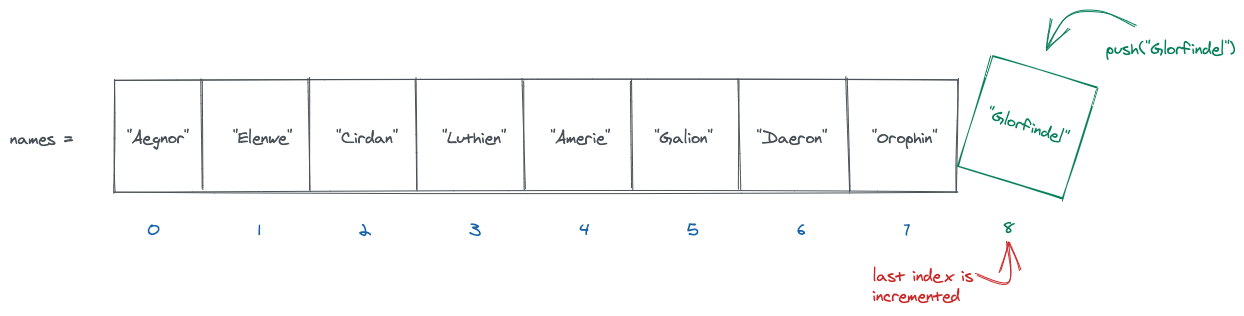 push("Glorfindel")
names =
"Aegnor" "Elenwe" "Cirdan" "Luthien" "Amerie" "Galion" "Daeron" "Orophin" "Glorfindel"
0 1 2 3 4 5 6 7 8
last index is
incremented